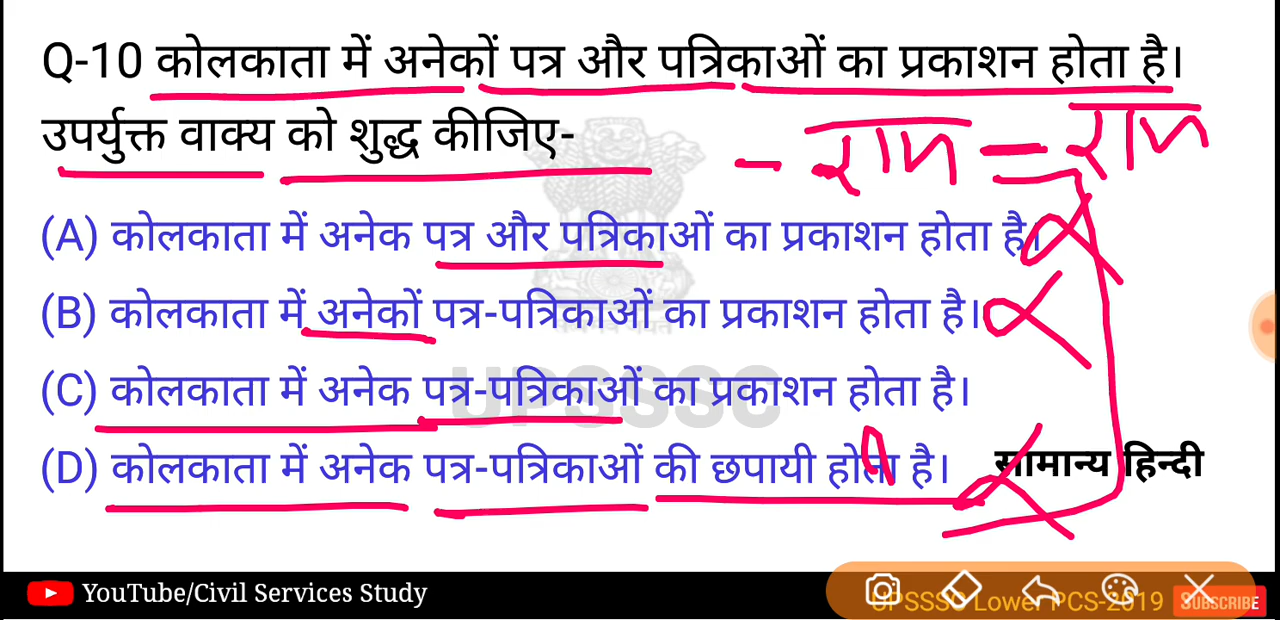 Q-10 कोलकाता में अनेकों पत्र और पत्रिकाओं का प्रकाशन होता है।
उपर्युक्त वाक्य को शुद्ध कीजिए-
(A) कोलकाता में अनेक पत्र और पत्रिकाओं का प्रकाशन होता है।
(B) कोलकाता में अनेकों पत्र-पत्रिकाओं का प्रकाशन होता है।
(C) कोलकाता में अनेक पत्र-पत्रिकाओं का प्रकाशन होता है।
UPSSSC
(D) कोलकाता में अनेक पत्र-पत्रिकाओं की छपायी होता है।
सामान्य हिन्दी
YouTube/Civil Services Study
UPSSSC Lower PCS-2019
SUBSCRIBE